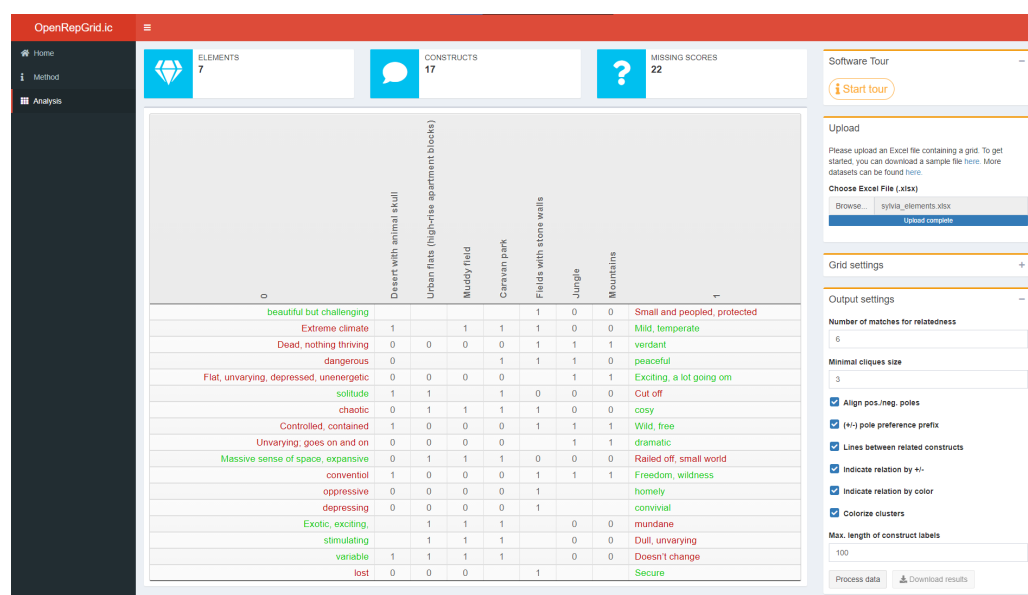 OpenRepGrid.ic
Home
Method
Analysis
ELEMENTS
7
CONSTRUCTS
17
MISSING SCORES
22
0 Desert with animal skull Urban flats (high-rise apartment blocks) Muddy field Caravan park Fields with stone walls Jungle Mountains 1
beautiful but challenging 1 0 0 Small and peopled, protected
Extreme climate 1 1 1 1 0 0 Mild, temperate
Dead, nothing thriving 0 0 0 0 1 1 1 verdant
dangerous 0 1 1 1 0 peaceful
Flat, unvarying, depressed, unenergetic 0 0 0 0 1 1 Exciting, a lot going om
solitude 1 1 1 0 0 0 Cut off
chaotic 0 1 1 1 1 0 0 cosy
Controlled, contained 1 0 0 0 1 1 1 Wild, free
Unvarying, goes on and on 0 0 0 0 1 1 dramatic
Massive sense of space, expansive 0 1 1 1 0 0 0 Railed off, small world
conventiol 1 0 0 0 1 1 1 Freedom, wildness
oppressive 0 0 0 0 1 homely
depressing 0 0 0 0 1 convivial
Exotic, exciting, 1 1 1 0 0 mundane
stimulating 1 1 1 0 0 Dull, unvarying
variable 1 1 1 1 0 0 Doesn't change
lost 0 0 0 1 Secure
Software Tour
Start tour
Upload
Please upload an Excel file containing a grid. To get
started, you can download a sample file here. More
datasets can be found here.
Choose Excel File (.xlsx)
Browse... sylvia_elements.xlsx
Upload complete
Grid settings
Output settings
Number of matches for relatedness
6
Minimal cliques size
3
Align pos./neg. poles
(+/-) pole preference prefix
Lines between related constructs
Indicate relation by +/-
Indicate relation by color
Colorize clusters
Max. length of construct labels
100
Process data Download results